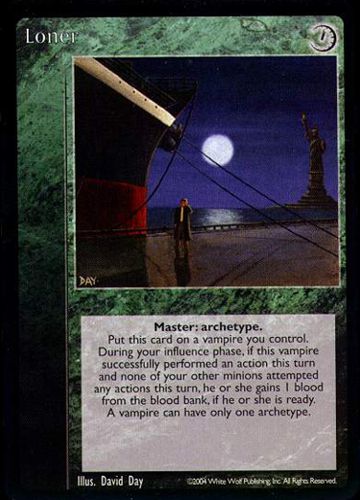 Loner
DAY
Master: archetype.
Put this card on a vampire you control.
During your influence phase, if this vampire
successfully performed an action this turn
and none of your other minions attempted
any actions this turn, he or she gains 1 blood
from the blood bank, if he or she is ready.
A vampire can have only one archetype.
Illus. David Day
©2004 White Wolf Publishing, Inc. All Rights Reserved.